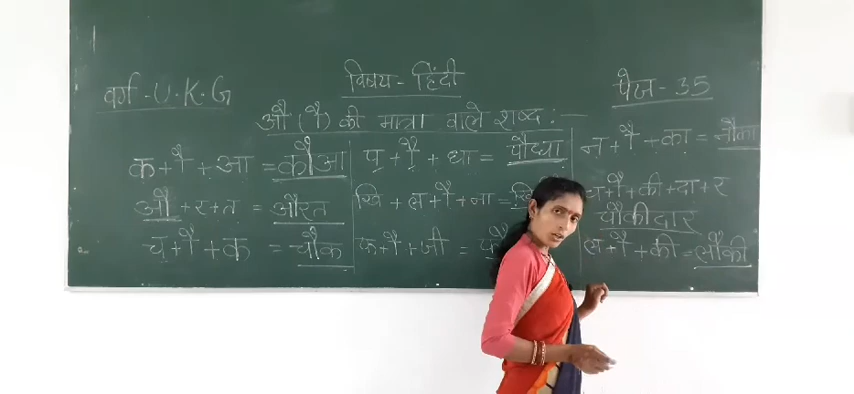 वर्ग - U.K.G
विषय - हिंदी
पेज - 35
औ (ौ) की मात्रा वाले शब्द :-
क + ौ + आ = कौआ
औ + र + त = औरत
च + ौ + क = चौक
प + ौ + धा = पौधा
खि + ल + ौ + ना = खि
फ + ौ + जी =
न + ौ + का = नौका
च + ौ + की + दा + र
चौकीदार
ल + ौ + की = लौकी